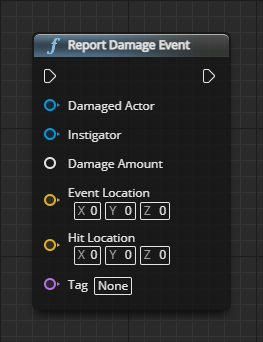 f Report Damage Event
Damaged Actor
Instigator
Damage Amount
Event Location
X 0 Y 0 Z 0
Hit Location
X 0 Y 0 Z 0
Tag None